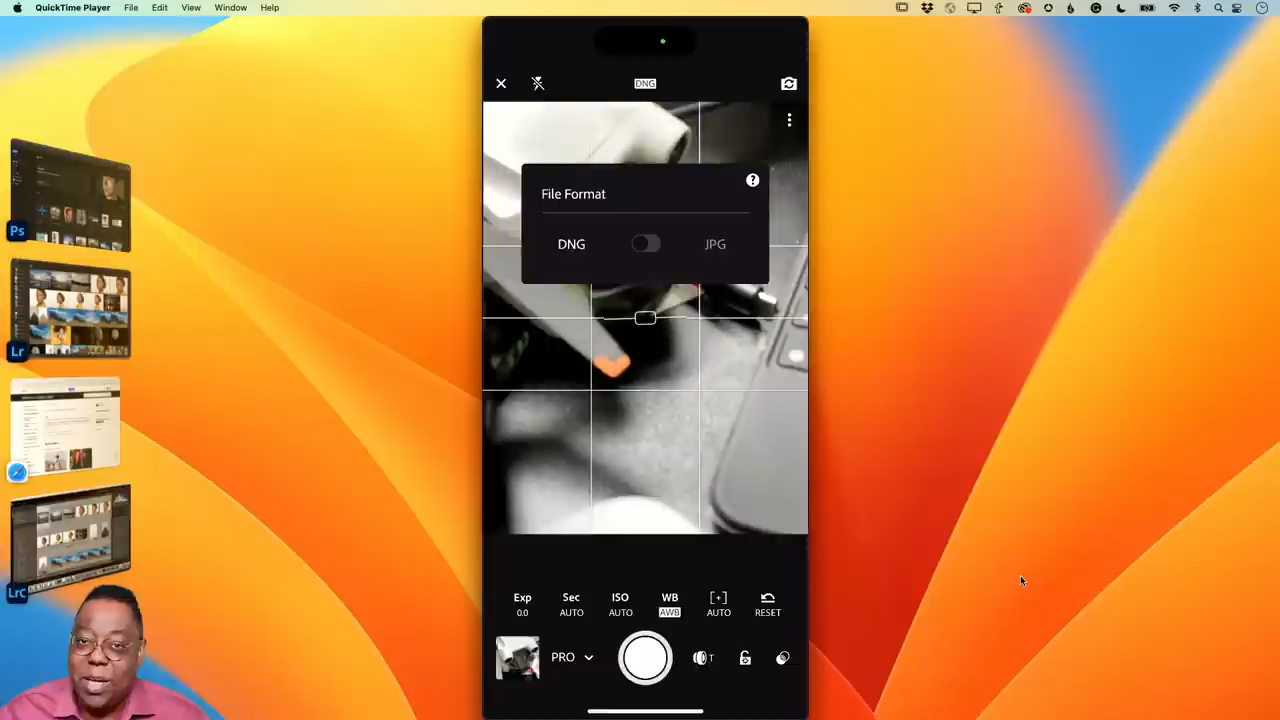 QuickTime Player File Edit View Window Help
DNG
File Format
?
DNG JPG
Exp Sec ISO WB [+] RESET
0.0 AUTO AUTO AWB AUTO
PRO
T
Ps
Lr
LrC